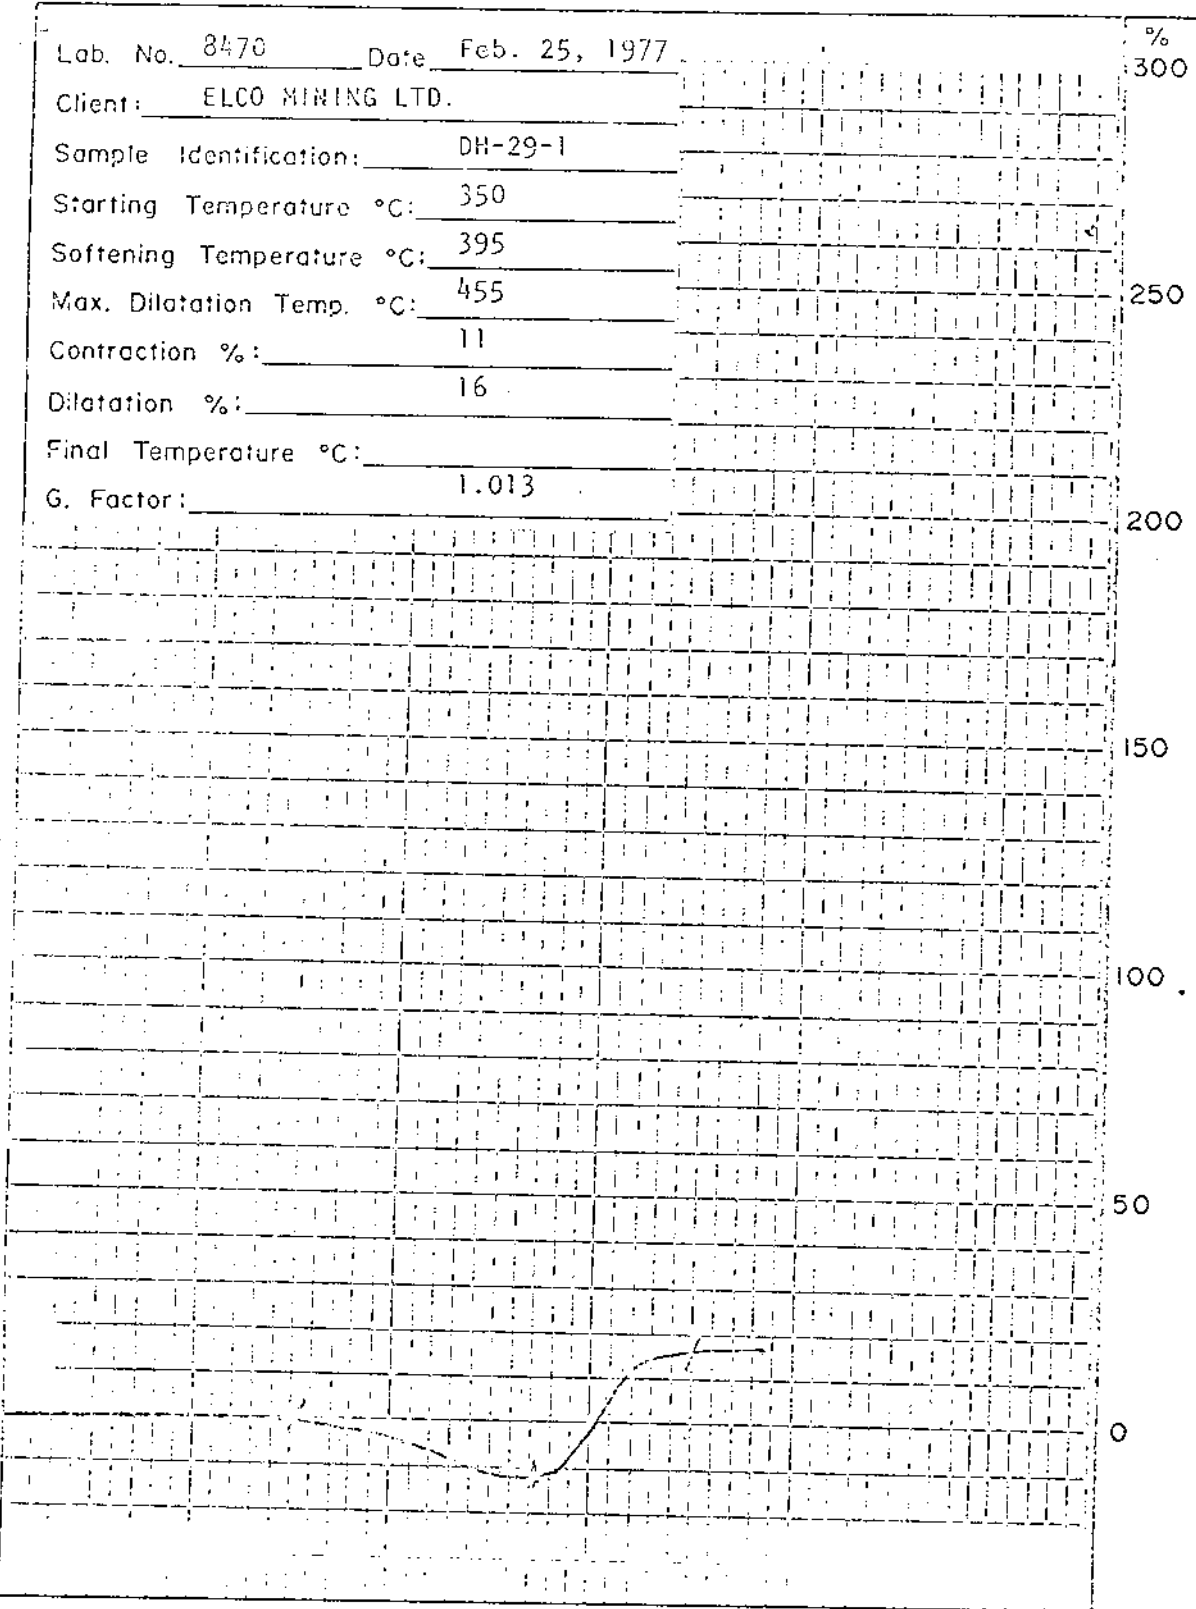 Lab. No. 8470 Date Feb. 25, 1977
Client: ELCO MINING LTD.
Sample Identification: DH-29-1
Starting Temperature °C: 350
Softening Temperature °C: 395
Max. Dilatation Temp. °C: 455
Contraction %: 11
Dilatation %: 16
Final Temperature °C:
G. Factor: 1.013
%
300
250
200
150
100
50
0